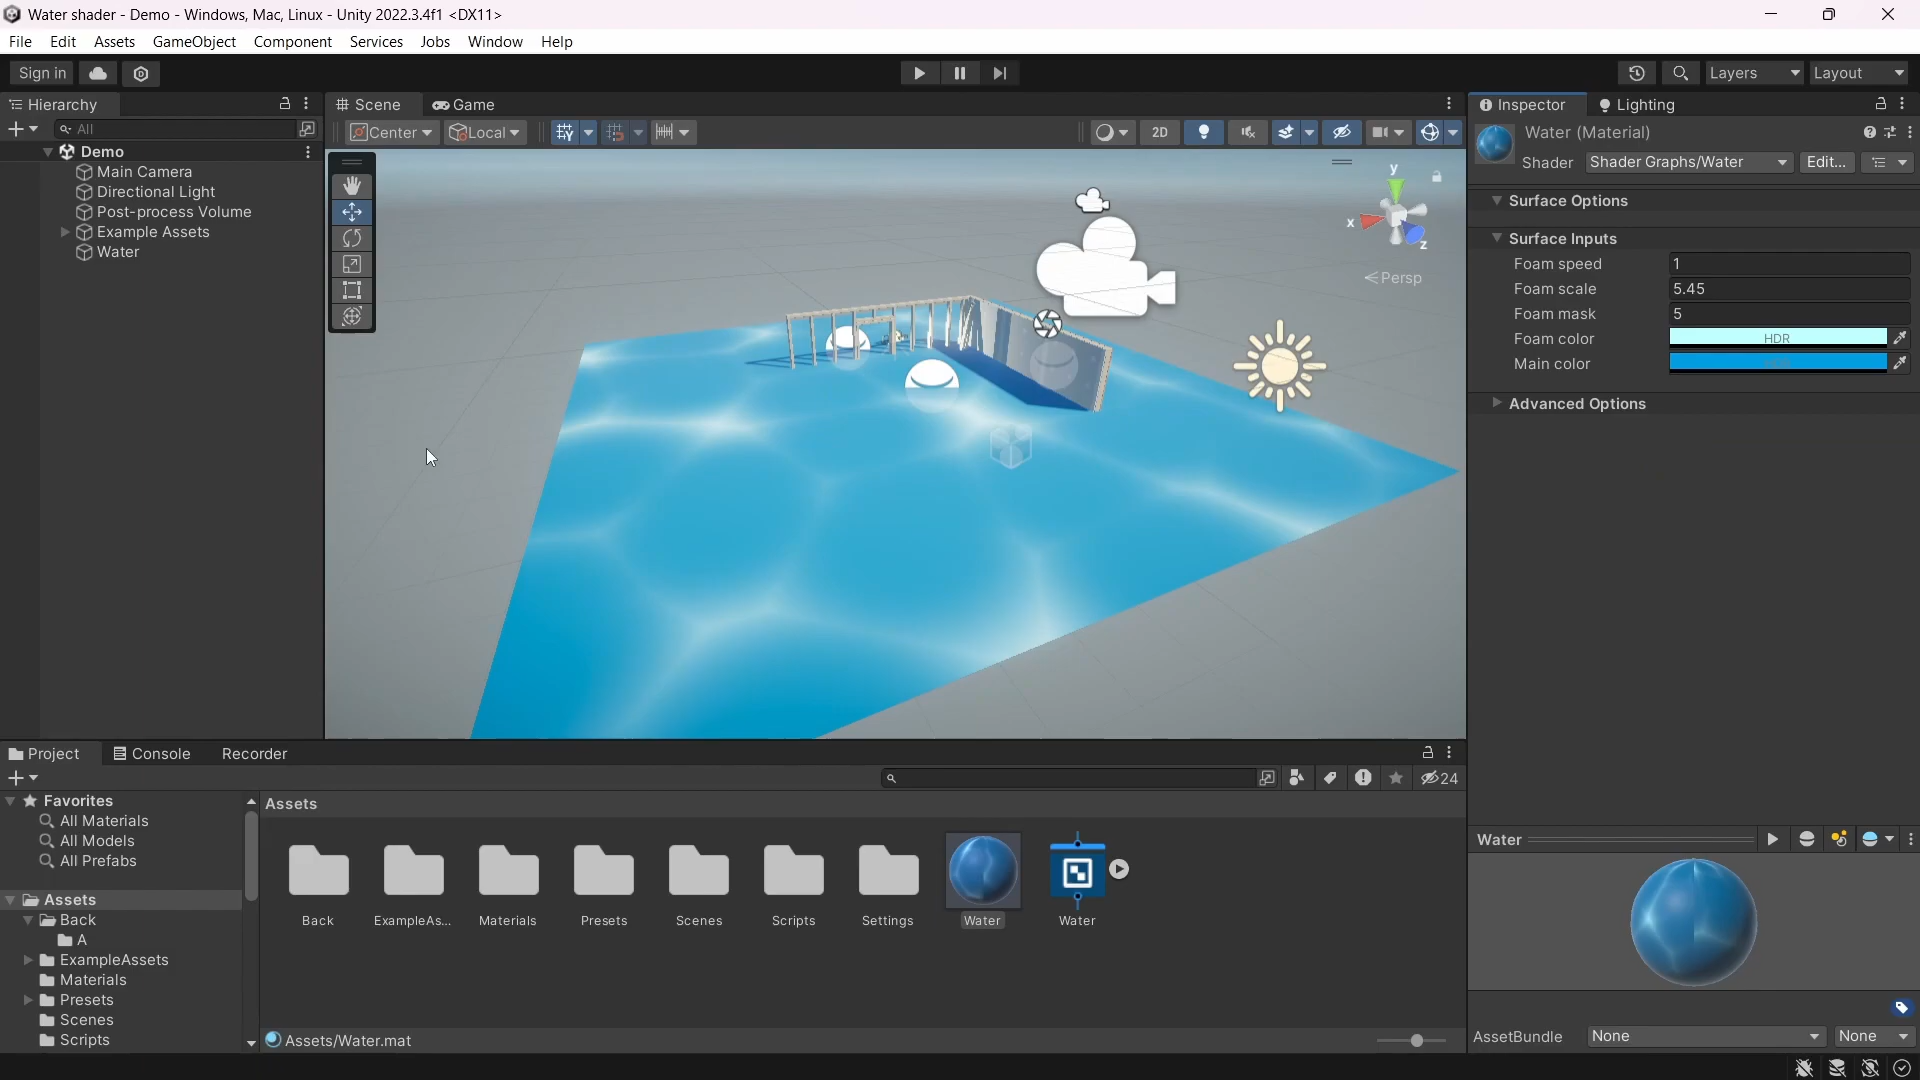 Water shader - Demo - Windows, Mac, Linux - Unity 2022.3.4f1 <DX11>
File Edit Assets GameObject Component Services Jobs Window Help
Sign in
Layers Layout
Hierarchy
All
Demo
Main Camera
Directional Light
Post-process Volume
Example Assets
Water
Scene Game
Center Local 2D
y
x
z
Persp
Inspector Lighting
Water (Material)
Shader Shader Graphs/Water Edit...
Surface Options
Surface Inputs
Foam speed 1
Foam scale 5.45
Foam mask 5
Foam color HDR
Main color
Advanced Options
Project Console Recorder
24
Favorites
All Materials
All Models
All Prefabs
Assets
Back
A
ExampleAssets
Materials
Presets
Scenes
Scripts
Assets
Back ExampleAs... Materials Presets Scenes Scripts Settings Water Water
Assets/Water.mat
Water
AssetBundle None None